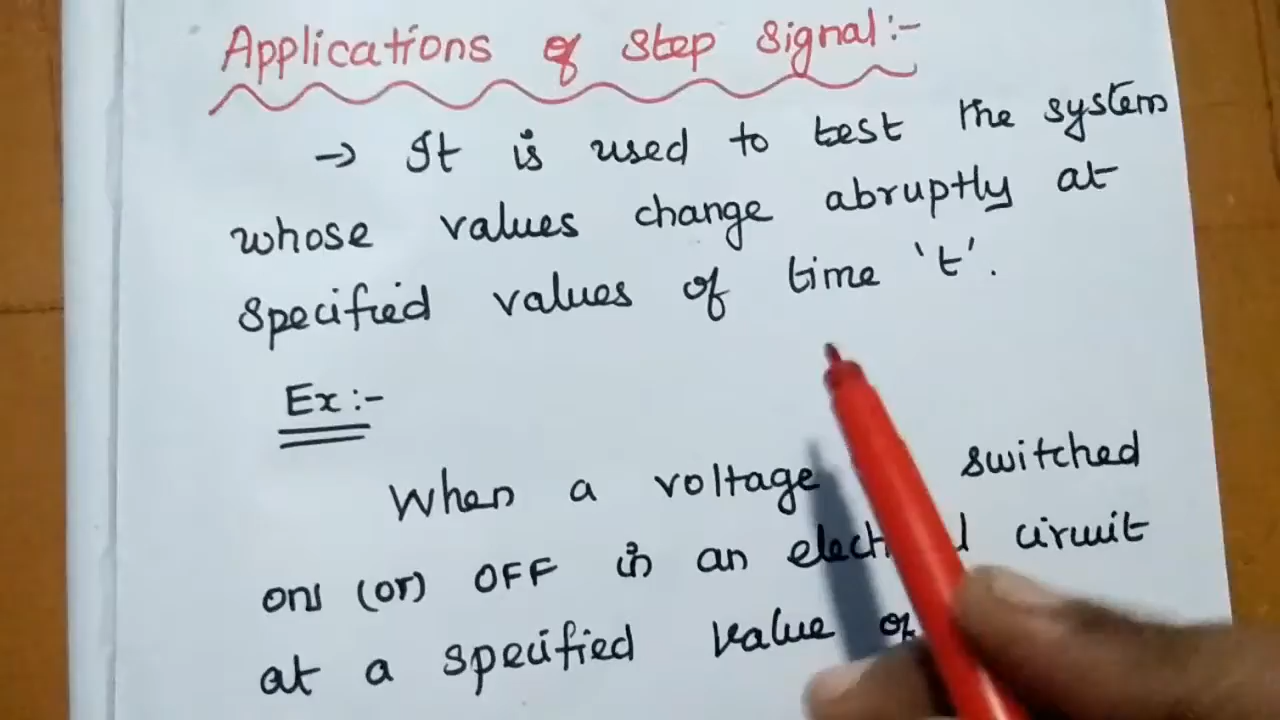 Applications of Step Signal:-
→ It is used to test the system
whose values change abruptly at
specified values of time 't'.
Ex:-
When a voltage switched
on (or) OFF in an circuit
at a specified value of